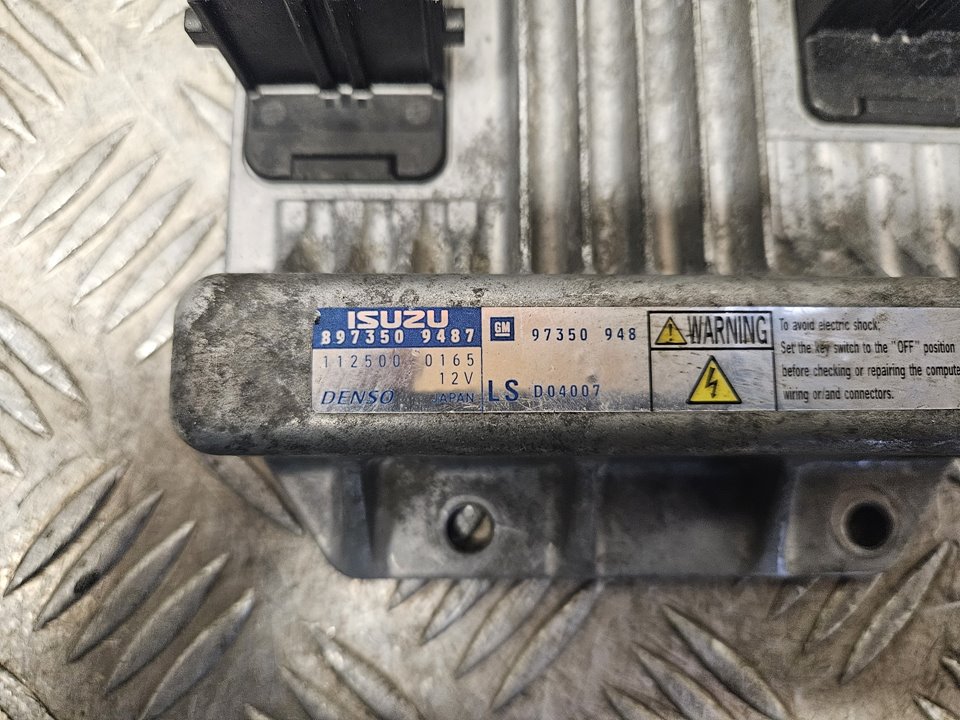 ISUZU
897350 9487
112500-0165
12V
DENSO JAPAN
GM 97350 948
LS D04007
WARNING
To avoid electric shock;
Set the key switch to the "OFF" position
before checking or repairing the compute
wiring or/and connectors.